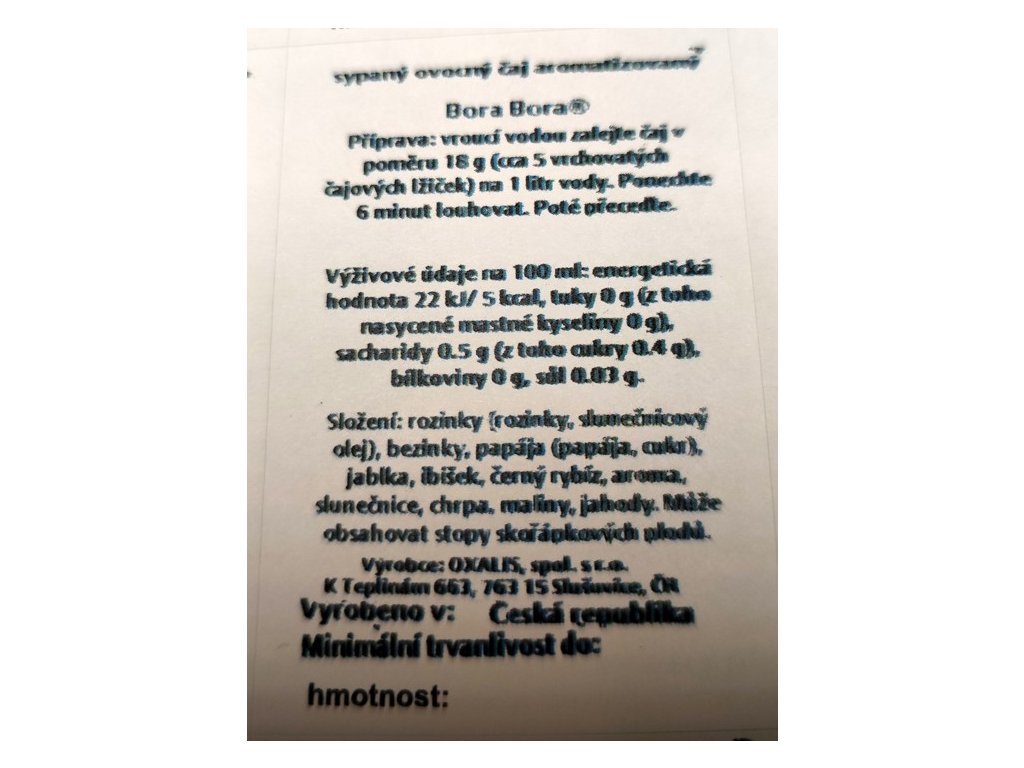 sypaný ovocný čaj aromatizovaný
Bora Bora®
Příprava: vroucí vodou zalejte čaj v
poměru 18 g (cca 5 vrchovatých
čajových lžiček) na 1 litr vody. Ponechte
6 minut louhovat. Poté přeceďte.
Výživové údaje na 100 ml: energetická
hodnota 22 kJ/ 5 kcal, tuky 0 g (z toho
nasycené mastné kyseliny 0 g),
sacharidy 0.5 g (z toho cukry 0.4 g),
bílkoviny 0 g, sůl 0.03 g.
Složení: rozinky (rozinky, slunečnicový
olej), bezinky, papája (papája, cukr),
jablka, ibišek, černý rybíz, aroma,
slunečnice, chrpa, maliny, jahody. Může
obsahovat stopy skořápkových plodů.
Výrobce: OXALIS, spol. s r.o.
K Teplinám 663, 763 15 Slušovice, ČR
Vyrobeno v: Česká republika
Minimální trvanlivost do:
hmotnost: